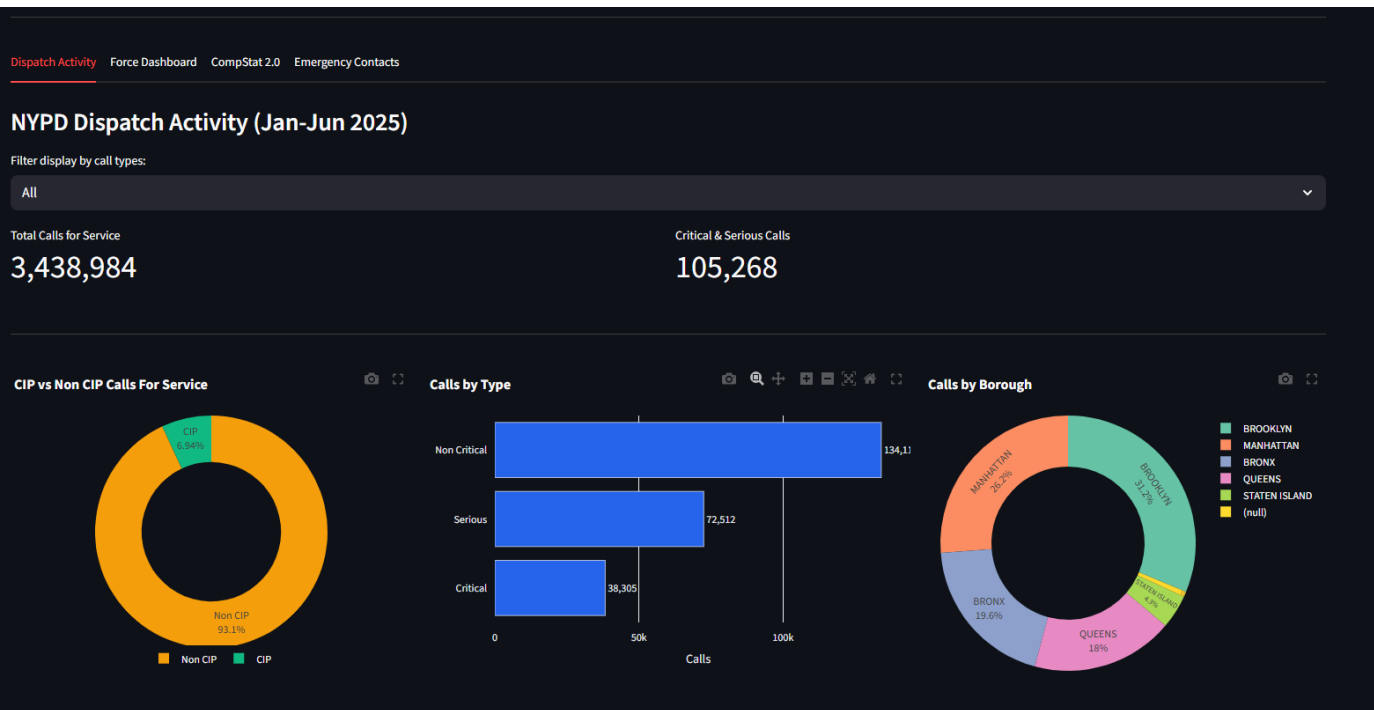 Dispatch Activity Force Dashboard CompStat 2.0 Emergency Contacts
NYPD Dispatch Activity (Jan-Jun 2025)
Filter display by call types:
All
Total Calls for Service
3,438,984
Critical & Serious Calls
105,268
CIP vs Non CIP Calls For Service
CIP
6.94%
Non CIP
93.1%
Non CIP CIP
Calls by Type
Non Critical
134,11
Serious
72,512
Critical
38,305
0 50k 100k
Calls
Calls by Borough
BROOKLYN
31.2%
MANHATTAN
26.2%
BRONX
19.6%
QUEENS
18%
STATEN ISLAND
4.3%
BROOKLYN
MANHATTAN
BRONX
QUEENS
STATEN ISLAND
(null)